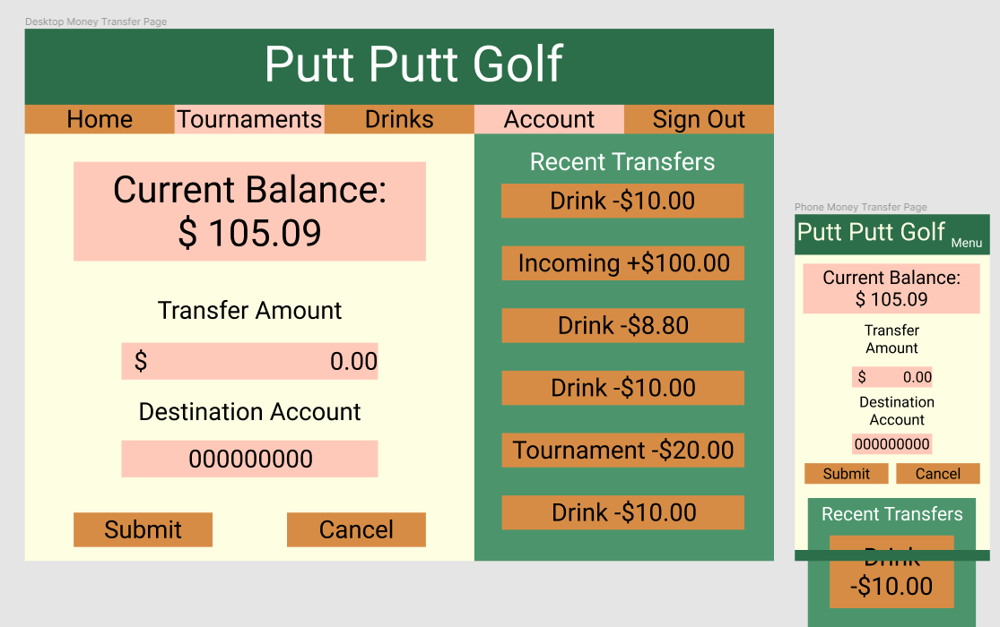 Desktop Money Transfer Page
Putt Putt Golf
Home Tournaments Drinks Account Sign Out
Current Balance:
$ 105.09
Transfer Amount
$ 0.00
Destination Account
000000000
Submit Cancel
Recent Transfers
Drink -$10.00
Incoming +$100.00
Drink -$8.80
Drink -$10.00
Tournament -$20.00
Drink -$10.00
Phone Money Transfer Page
Putt Putt Golf Menu
Current Balance:
$ 105.09
Transfer
Amount
$ 0.00
Destination
Account
000000000
Submit Cancel
Recent Transfers
Drink
-$10.00